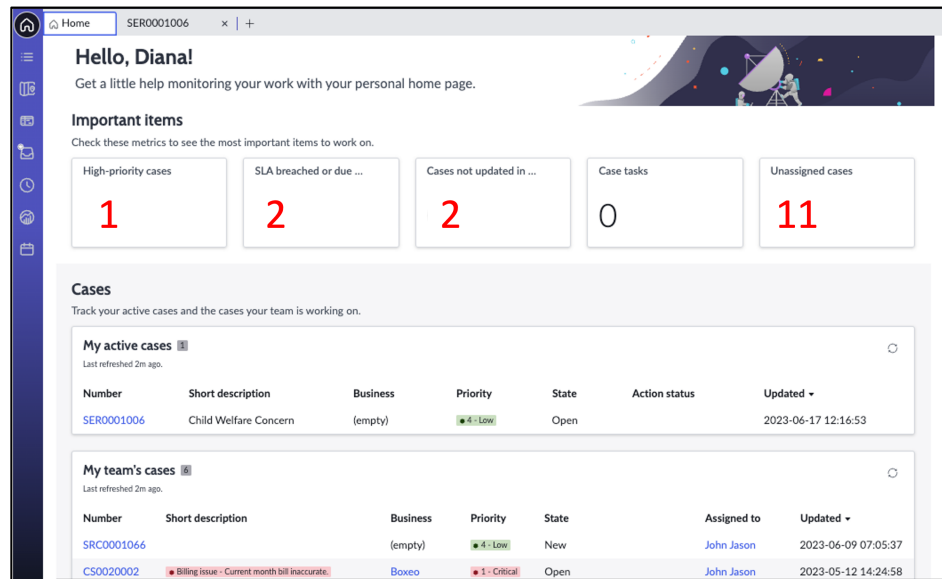 Home SER0001006 × +
Hello, Diana!
Get a little help monitoring your work with your personal home page.
Important items
Check these metrics to see the most important items to work on.
High-priority cases SLA breached or due ... Cases not updated in ... Case tasks Unassigned cases
1 2 2 0 11
Cases
Track your active cases and the cases your team is working on.
My active cases 1
Last refreshed 2m ago.
Number Short description Business Priority State Action status Updated
SER0001006 Child Welfare Concern (empty) 4 - Low Open 2023-06-17 12:16:53
My team's cases 6
Last refreshed 2m ago.
Number Short description Business Priority State Assigned to Updated
SRC0001066 (empty) 4 - Low New John Jason 2023-06-09 07:05:37
CS0020002 Billing issue - Current month bill inaccurate. Boxeo 1 - Critical Open John Jason 2023-05-12 14:24:58